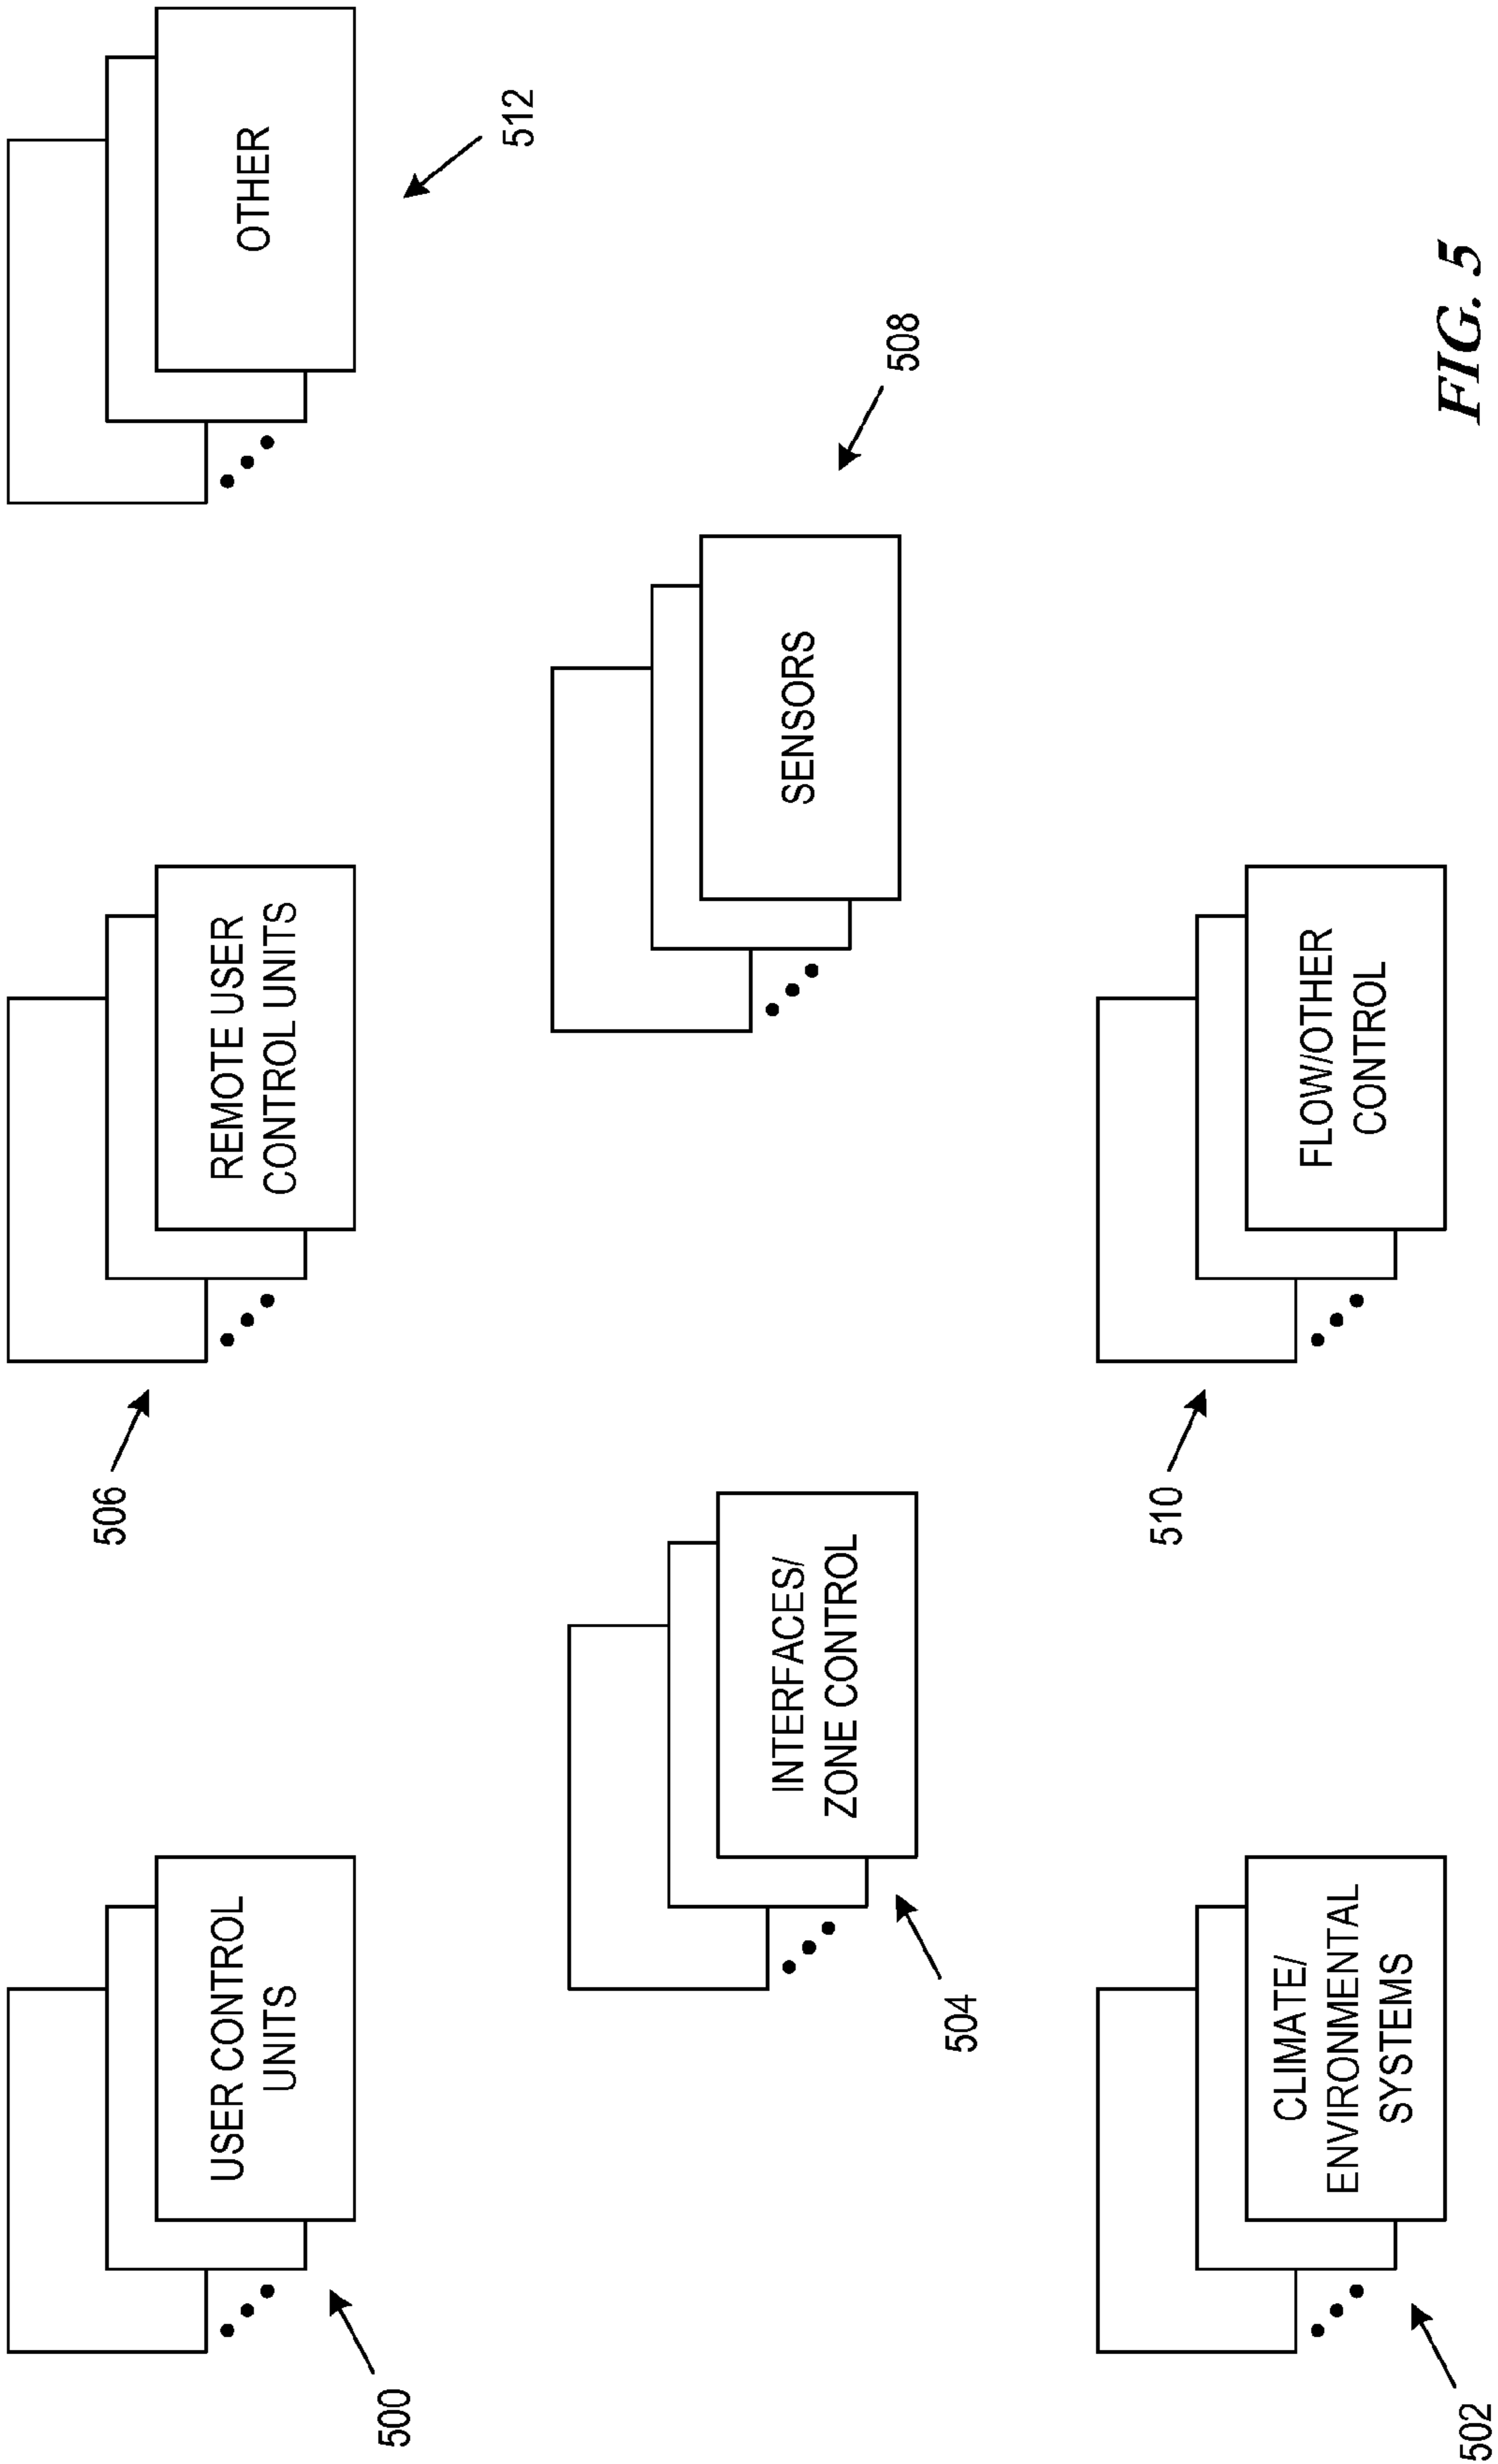 USER CONTROL
UNITS
500
REMOTE USER
CONTROL UNITS
506
OTHER
512
INTERFACES/
ZONE CONTROL
504
SENSORS
508
CLIMATE/
ENVIRONMENTAL
SYSTEMS
502
FLOW/OTHER
CONTROL
510
FIG. 5